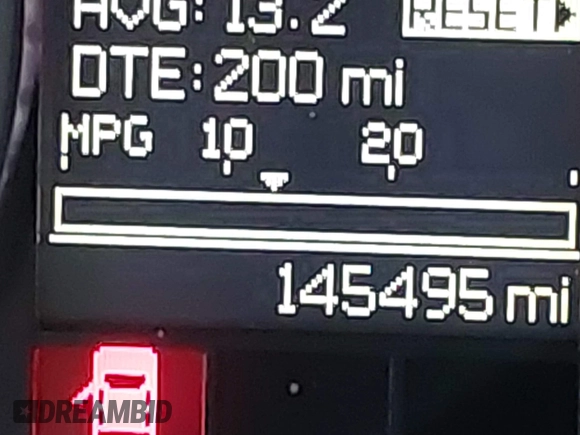 AVG: 13.2 RESET
DTE: 200 mi
MPG 10 20
145495 mi
DREAMBID